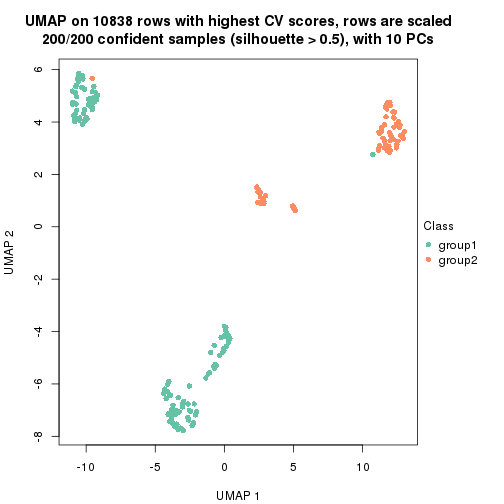 UMAP on 10838 rows with highest CV scores, rows are scaled
200/200 confident samples (silhouette > 0.5), with 10 PCs
6
4
2
0
-2
-4
-6
-8
UMAP 2
Class
group1
group2
-10 -5 0 5 10
UMAP 1